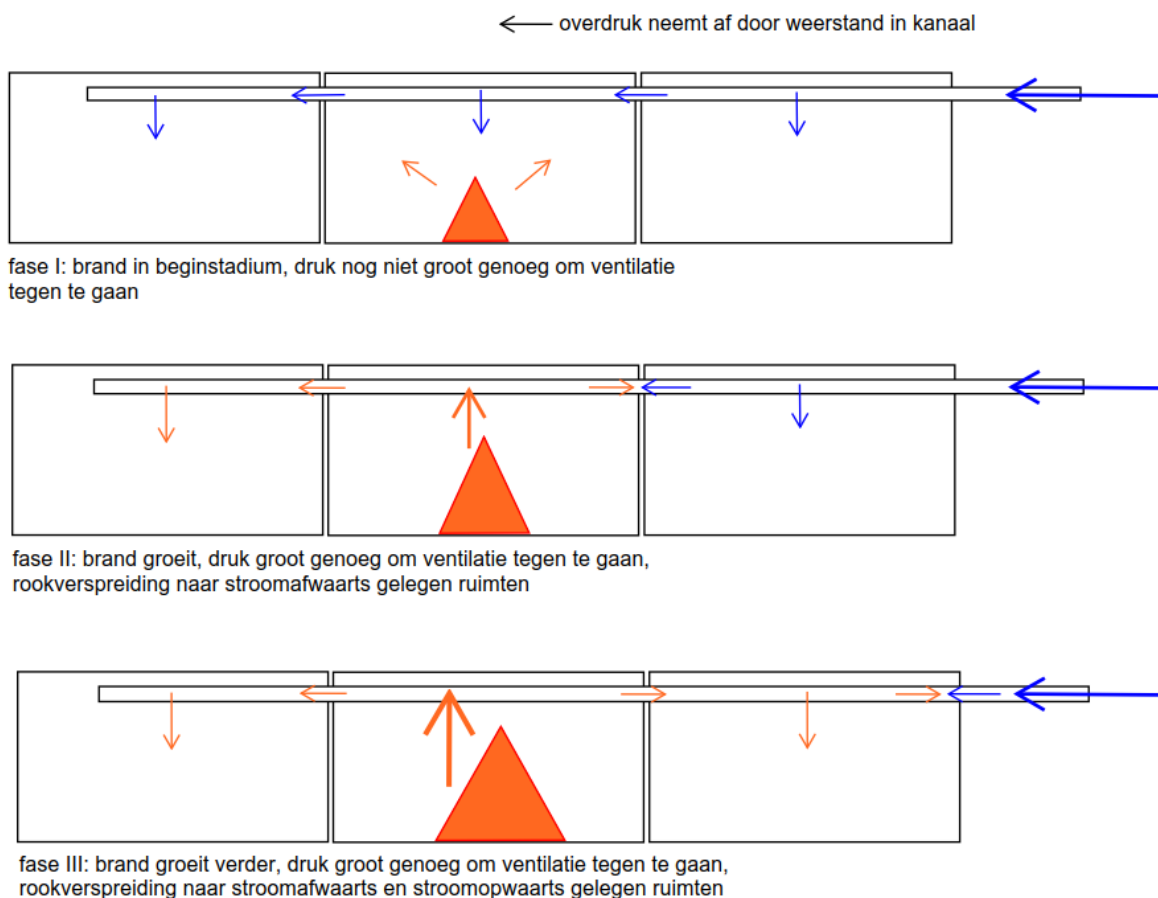 overdruk neemt af door weerstand in kanaal
fase I: brand in beginstadium, druk nog niet groot genoeg om ventilatie
tegen te gaan
fase II: brand groeit, druk groot genoeg om ventilatie tegen te gaan,
rookverspreiding naar stroomafwaarts gelegen ruimten
fase III: brand groeit verder, druk groot genoeg om ventilatie tegen te gaan,
rookverspreiding naar stroomafwaarts en stroomopwaarts gelegen ruimten